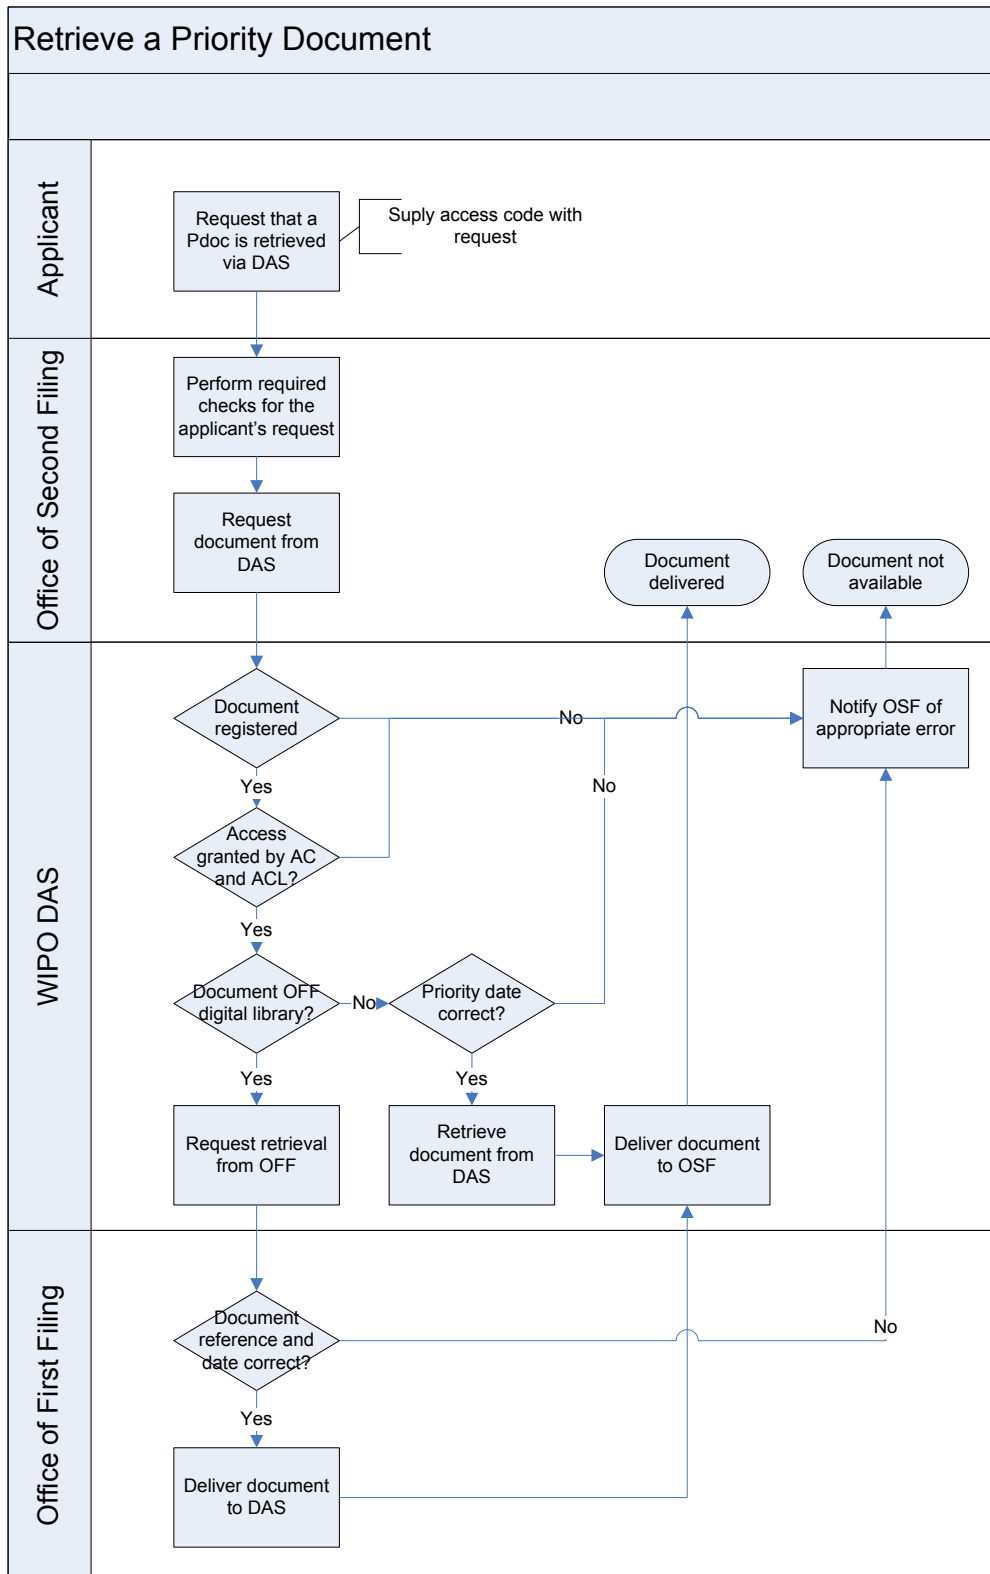 Retrieve a Priority Document
Applicant
Request that a
Pdoc is retrieved
via DAS
Suply access code with
request
Office of Second Filing
Perform required
checks for the
applicant's request
Request
document from
DAS
Document
delivered
Document not
available
WIPO DAS
Document
registered
No
Notify OSF of
appropriate error
Yes
No
Access
granted by AC
and ACL?
Yes
Document OFF
digital library?
No
Priority date
correct?
Yes
Yes
Request retrieval
from OFF
Retrieve
document from
DAS
Deliver document
to OSF
Office of First Filing
Document
reference and
date correct?
No
Yes
Deliver document
to DAS